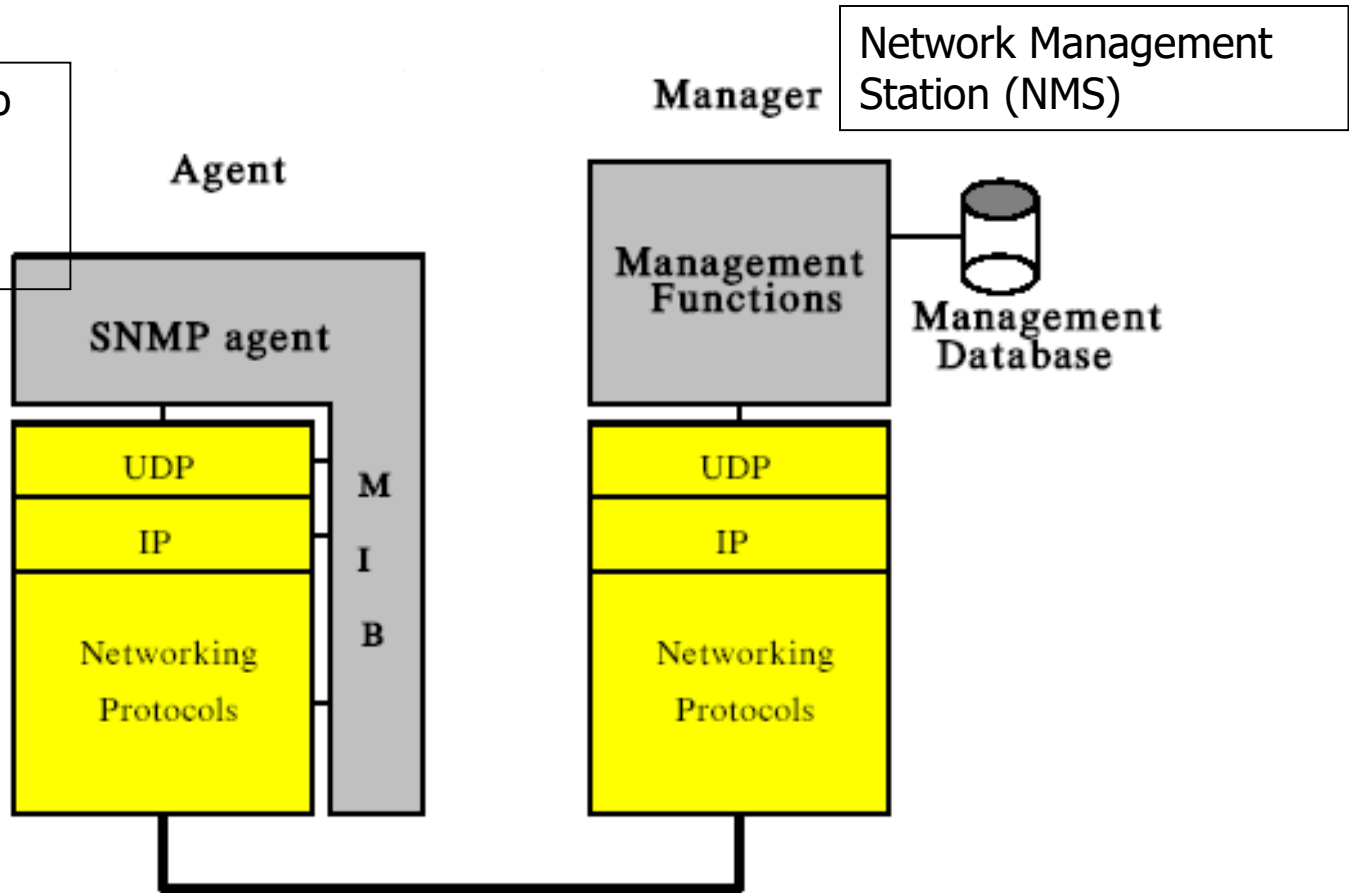 Network Management
Station (NMS)
Manager
Agent
Management
Functions
Management
Database
SNMP agent
UDP
IP
Networking
Protocols
M
I
B
UDP
IP
Networking
Protocols